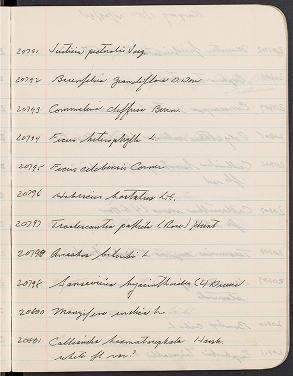 20791 Justicia pectoralis Jacq
20792 Brunfelsia grandiflora D. Don
20793 Commelina diffusa Burm.
20794 Ficus heterophylla L.
20795 Ficus celebensis Corner
20796 Hibiscus hastatus L.f.
20797 Tradescantia pallida (Rose) Hunt
20798 Averrhoa bilimbi L
20799 Sansevieria hyacinthoides (L) Druce
20800 Mangifera indica L
20801 Calliandra haematocephala Hassk.
white fl var?